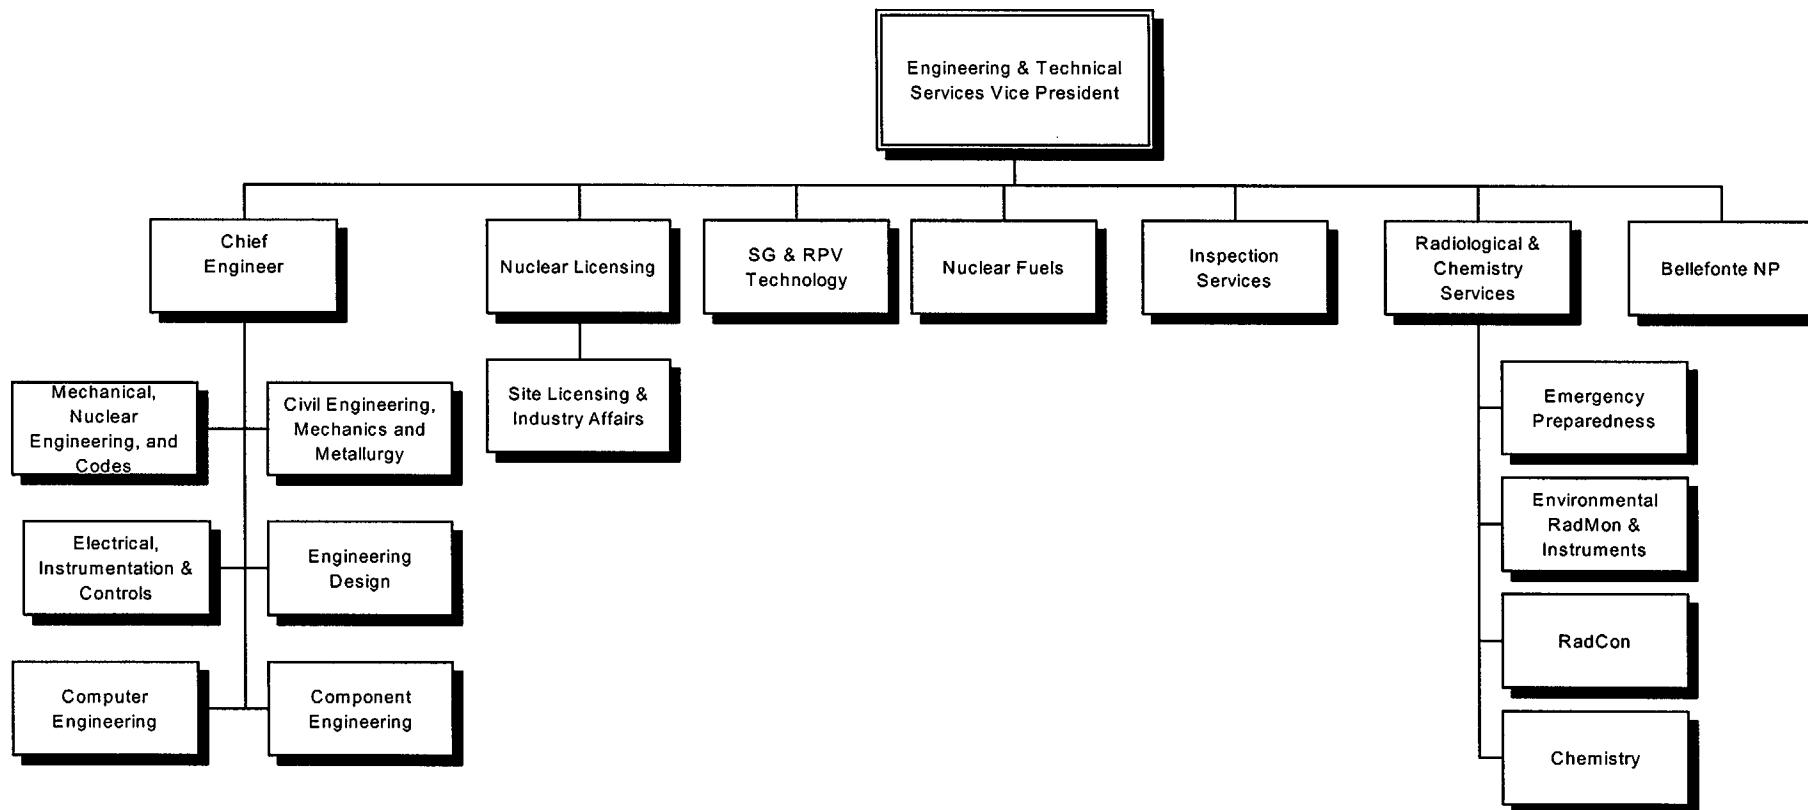 Engineering & Technical
Services Vice President
Chief
Engineer
Nuclear Licensing
SG & RPV
Technology
Nuclear Fuels
Inspection
Services
Radiological &
Chemistry
Services
Bellefonte NP
Mechanical,
Nuclear
Engineering, and
Codes
Civil Engineering,
Mechanics and
Metallurgy
Site Licensing &
Industry Affairs
Emergency
Preparedness
Electrical,
Instrumentation &
Controls
Engineering
Design
Environmental
RadMon &
Instruments
RadCon
Computer
Engineering
Component
Engineering
Chemistry